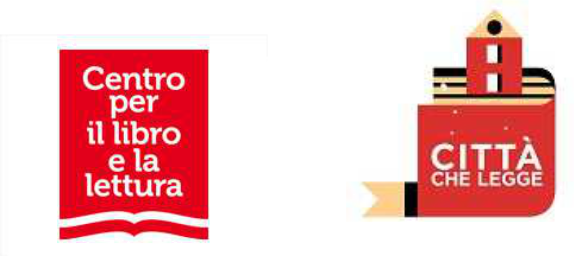 Centro
per
il libro
e la
lettura
CITTÀ
CHE LEGGE